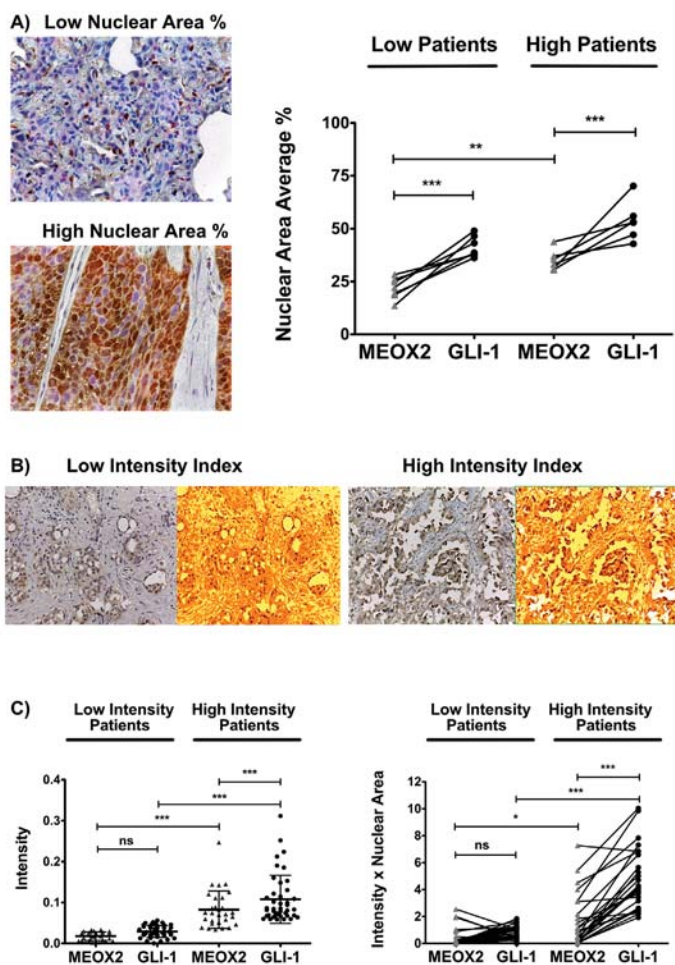 A)
Low Nuclear Area %
High Nuclear Area %
Low Patients
High Patients
Nuclear Area Average %
100
75
50
25
0
***
**
***
MEOX2
GLI-1
MEOX2
GLI-1
B)
Low Intensity Index
High Intensity Index
C)
Low Intensity
Patients
High Intensity
Patients
Intensity
0.4
0.3
0.2
0.1
0.0
***
***
***
ns
MEOX2
GLI-1
MEOX2
GLI-1
Low Intensity
Patients
High Intensity
Patients
Intensity x Nuclear Area
12
10
8
6
4
2
0
***
***
*
ns
MEOX2
GLI-1
MEOX2
GLI-1